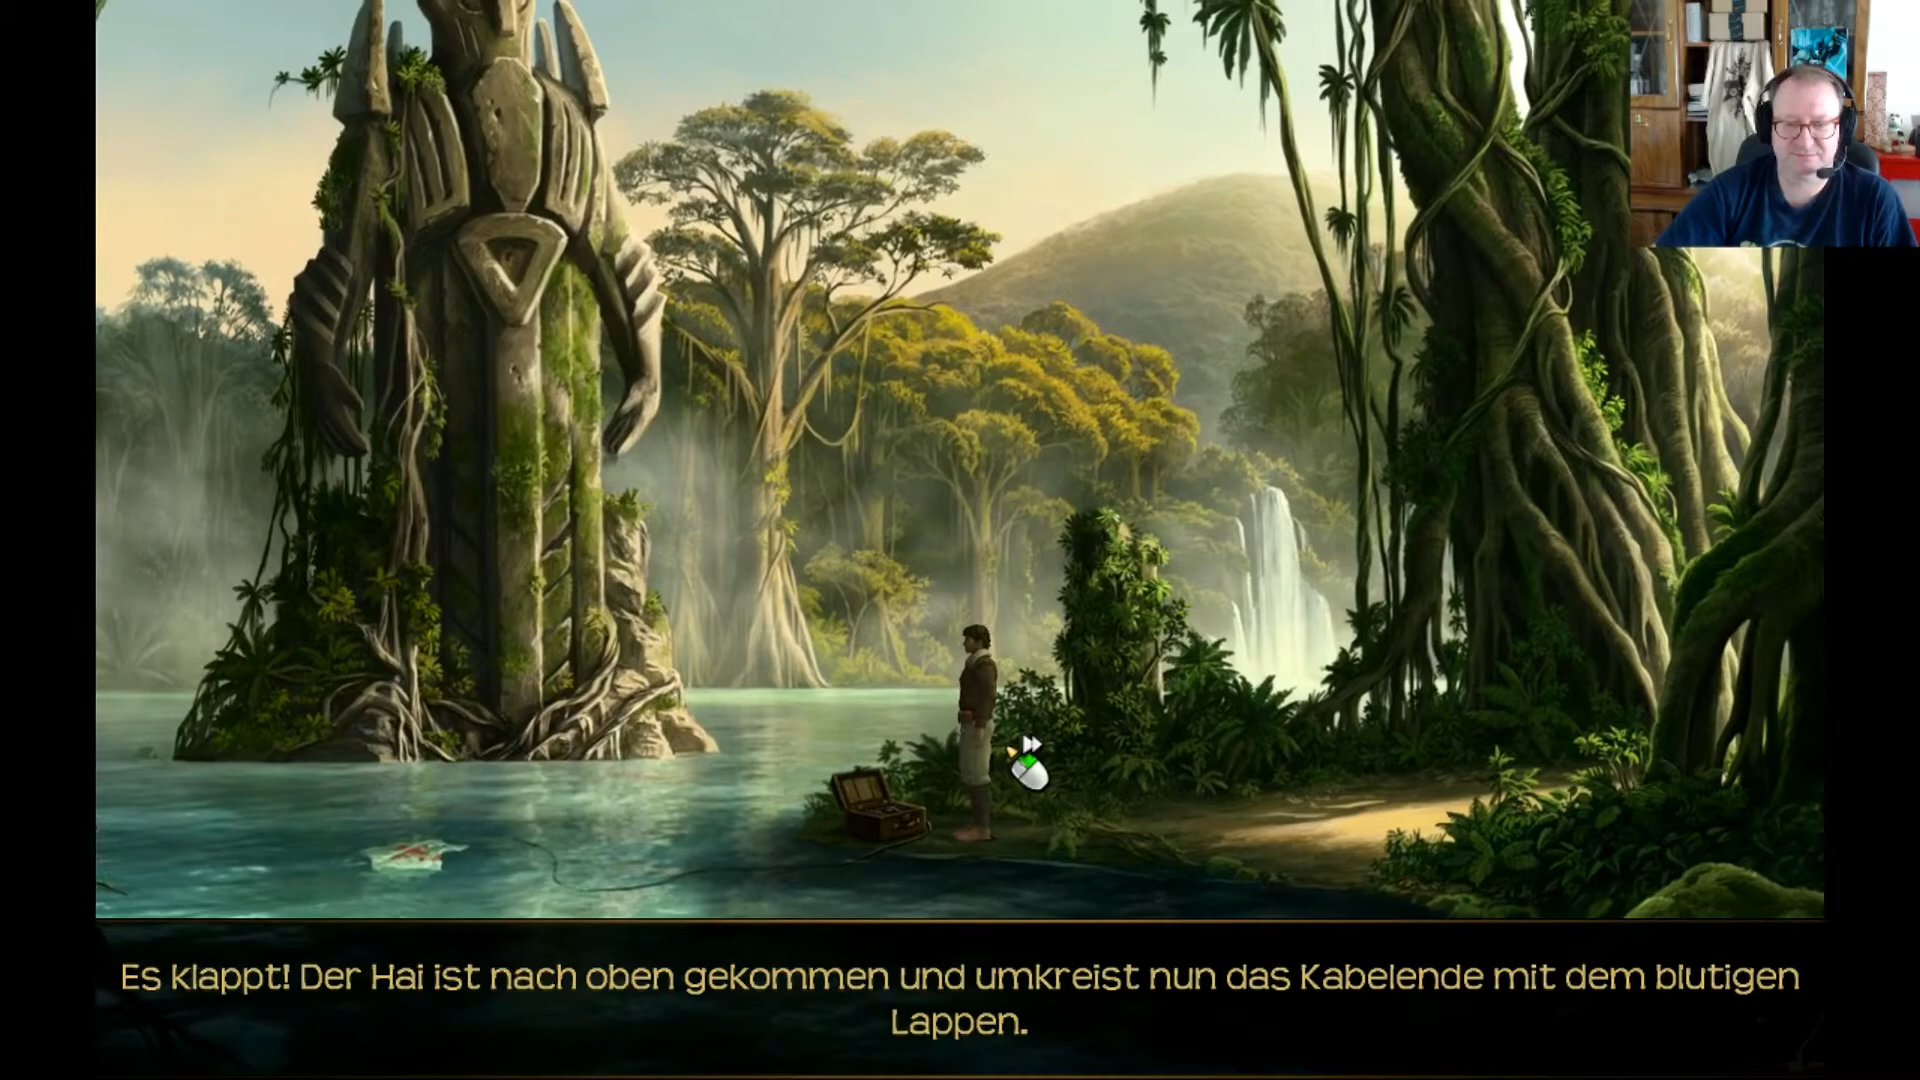 Es klappt! Der Hai ist nach oben gekommen und umkreist nun das Kabelende mit dem blutigen
Lappen.